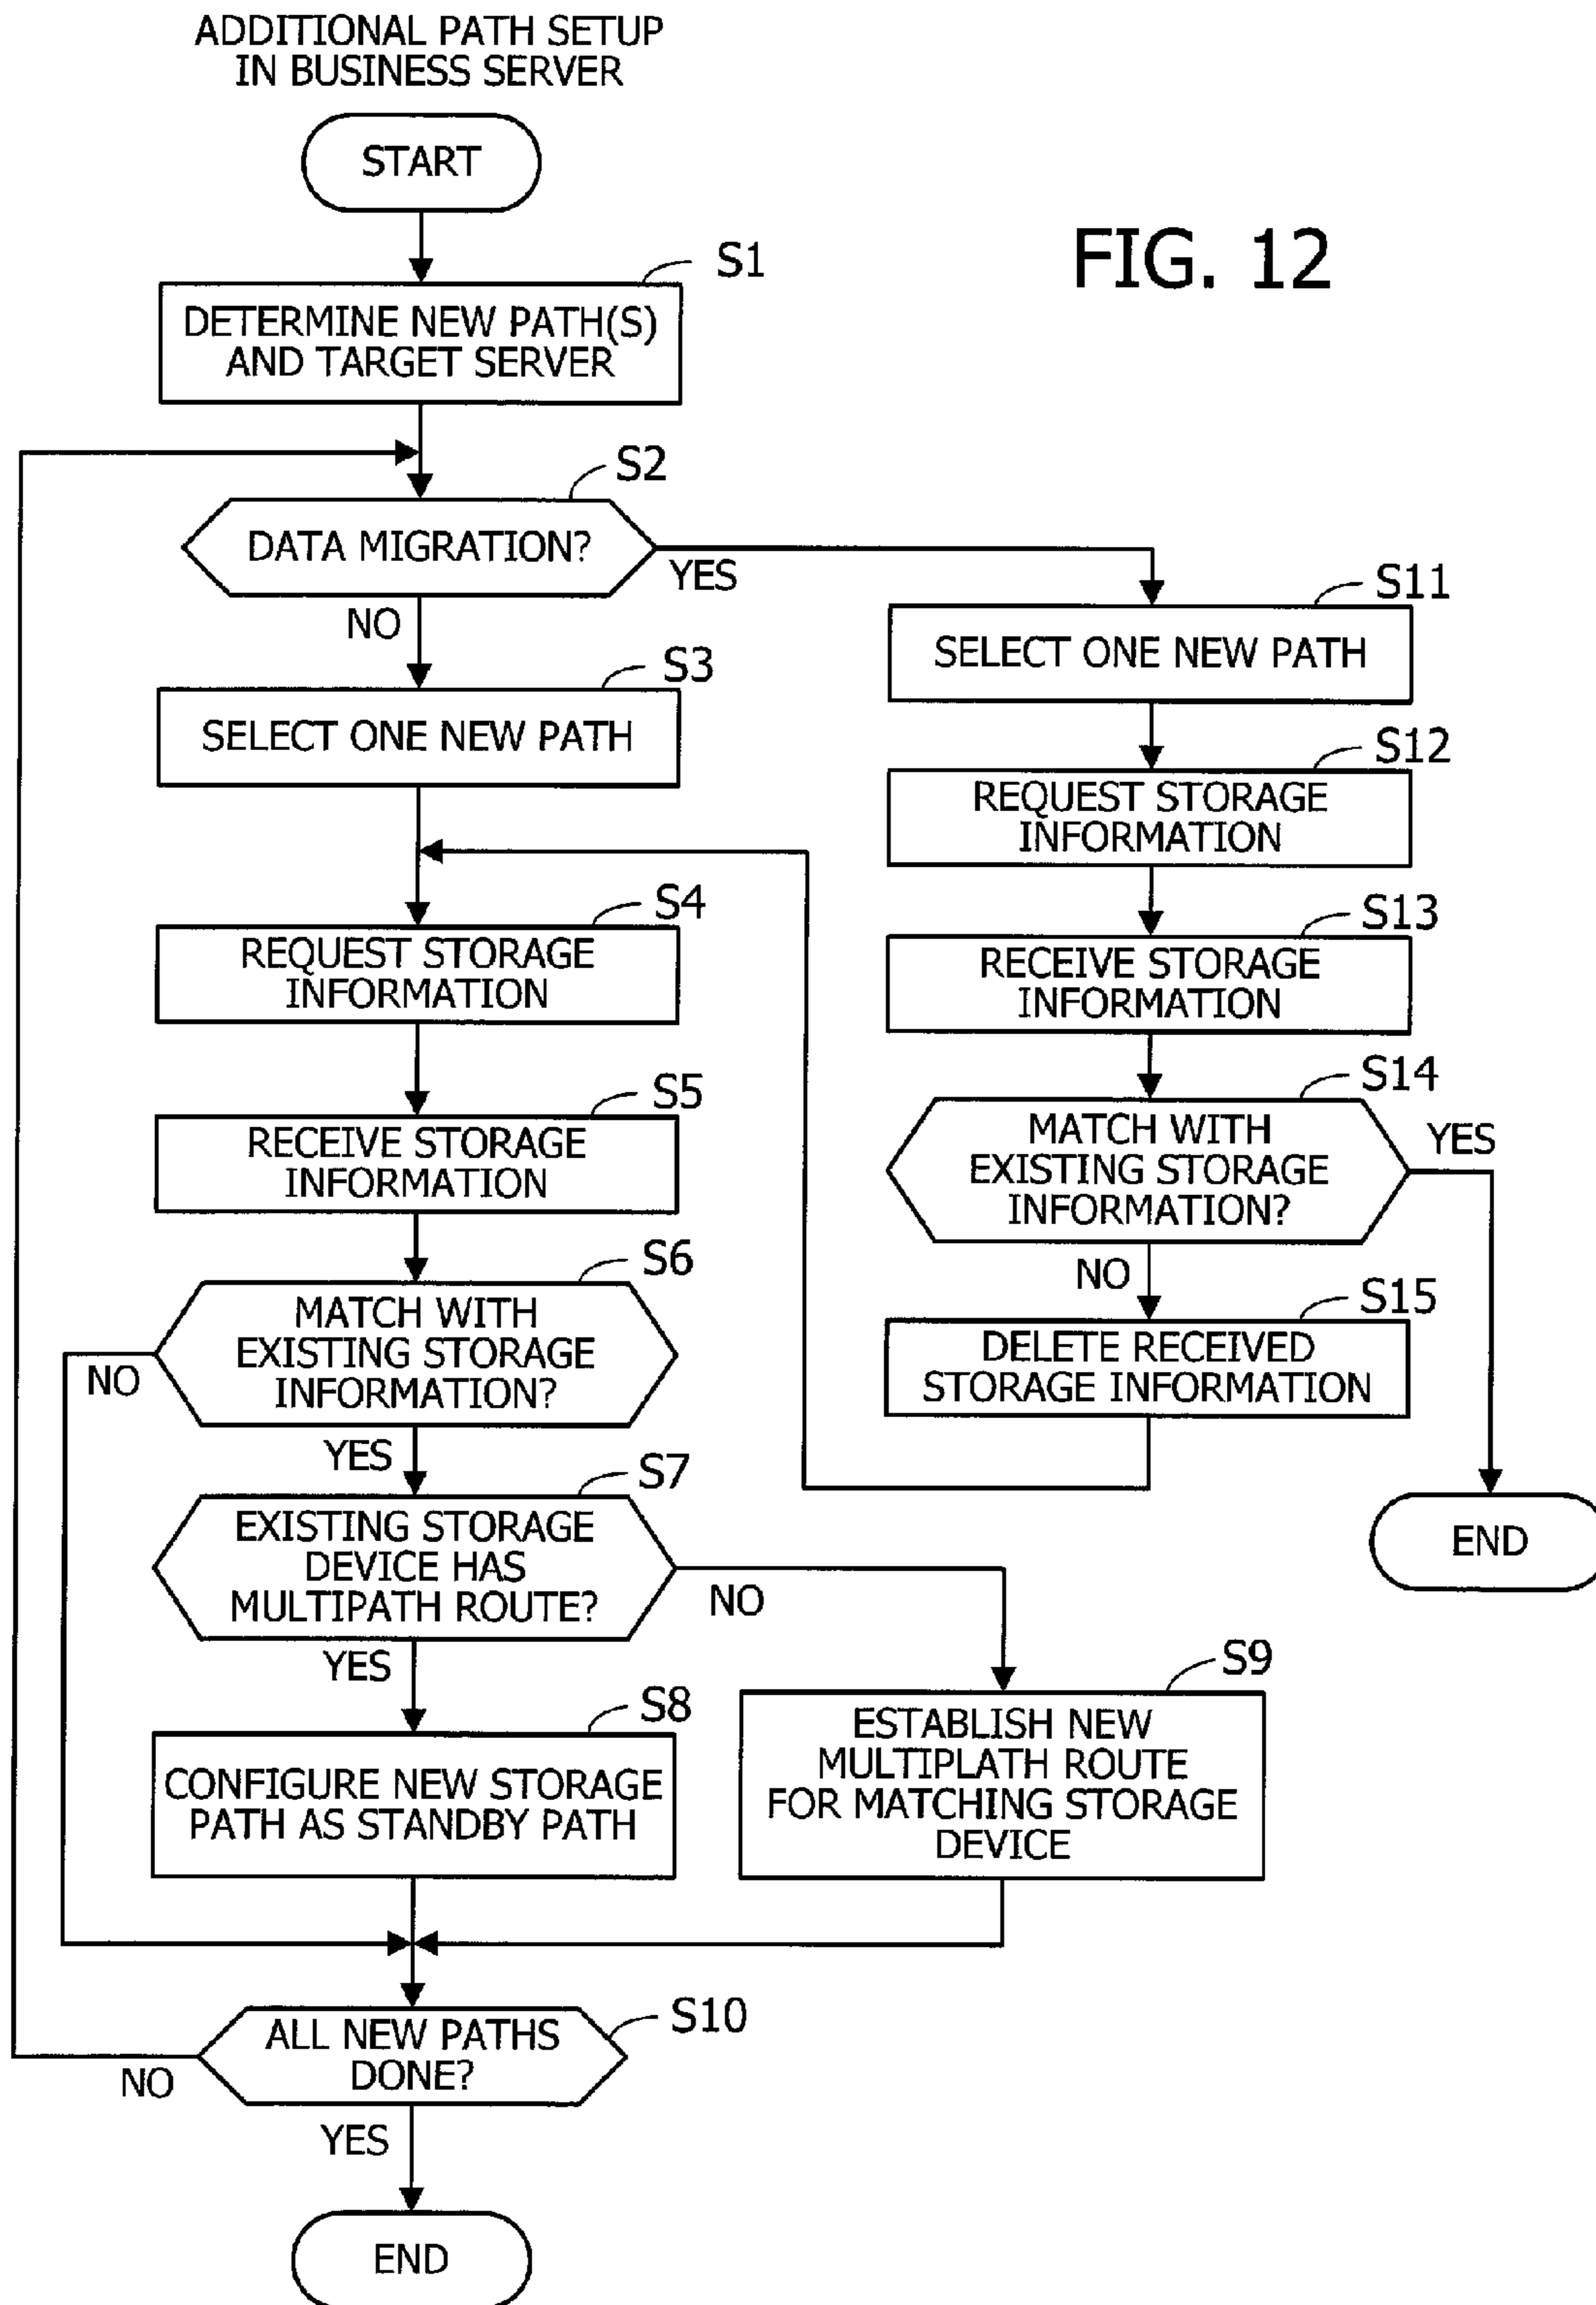 ADDITIONAL PATH SETUP
IN BUSINESS SERVER
START
FIG. 12
S1
DETERMINE NEW PATH(S)
AND TARGET SERVER
S2
DATA MIGRATION?
YES
NO
S3
SELECT ONE NEW PATH
S4
REQUEST STORAGE
INFORMATION
S5
RECEIVE STORAGE
INFORMATION
S6
MATCH WITH
EXISTING STORAGE
INFORMATION?
NO
YES
S7
EXISTING STORAGE
DEVICE HAS
MULTIPATH ROUTE?
NO
YES
S8
CONFIGURE NEW STORAGE
PATH AS STANDBY PATH
S9
ESTABLISH NEW
MULTIPLATH ROUTE
FOR MATCHING STORAGE
DEVICE
S10
ALL NEW PATHS
DONE?
NO
YES
END
S11
SELECT ONE NEW PATH
S12
REQUEST STORAGE
INFORMATION
S13
RECEIVE STORAGE
INFORMATION
S14
MATCH WITH
EXISTING STORAGE
INFORMATION?
YES
NO
S15
DELETE RECEIVED
STORAGE INFORMATION
END